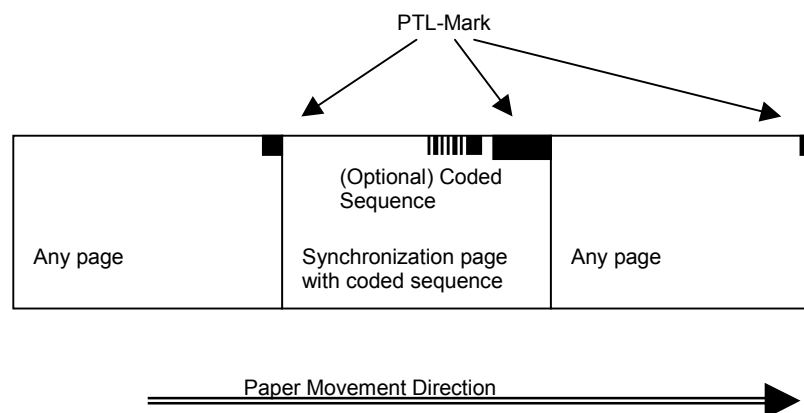 PTL-Mark
(Optional) Coded
Sequence
Any page
Synchronization page
with coded sequence
Any page
Paper Movement Direction